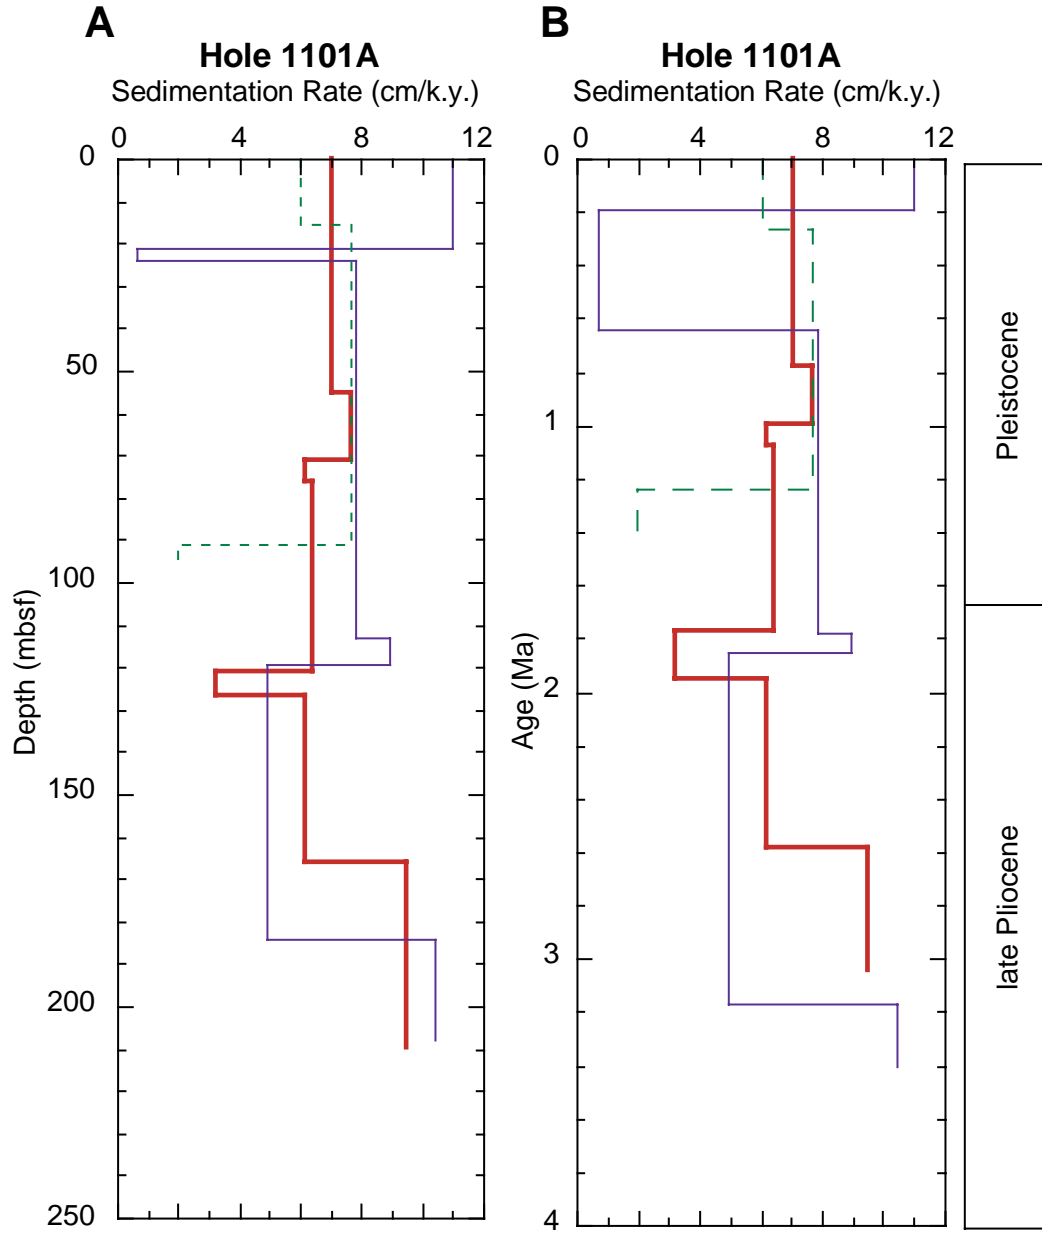 A
Hole 1101A
Sedimentation Rate (cm/k.y.)
0 4 8 12
0
50
100
150
200
250
Depth (mbsf)
B
Hole 1101A
Sedimentation Rate (cm/k.y.)
0 4 8 12
0
1
2
3
4
Age (Ma)
Pleistocene
late Pliocene